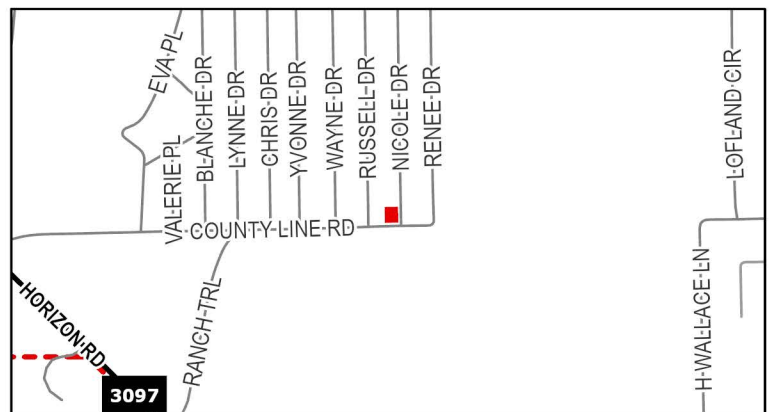 EVA PL
BLANCHE DR
LYNNE DR
CHRIS DR
YVONNE DR
WAYNE DR
RUSSELL DR
NICOLE DR
RENEE DR
LOFLAND CIR
VALERIE PL
COUNTY LINE RD
HORIZON RD
RANCH TRL
H WALLACE LN
3097